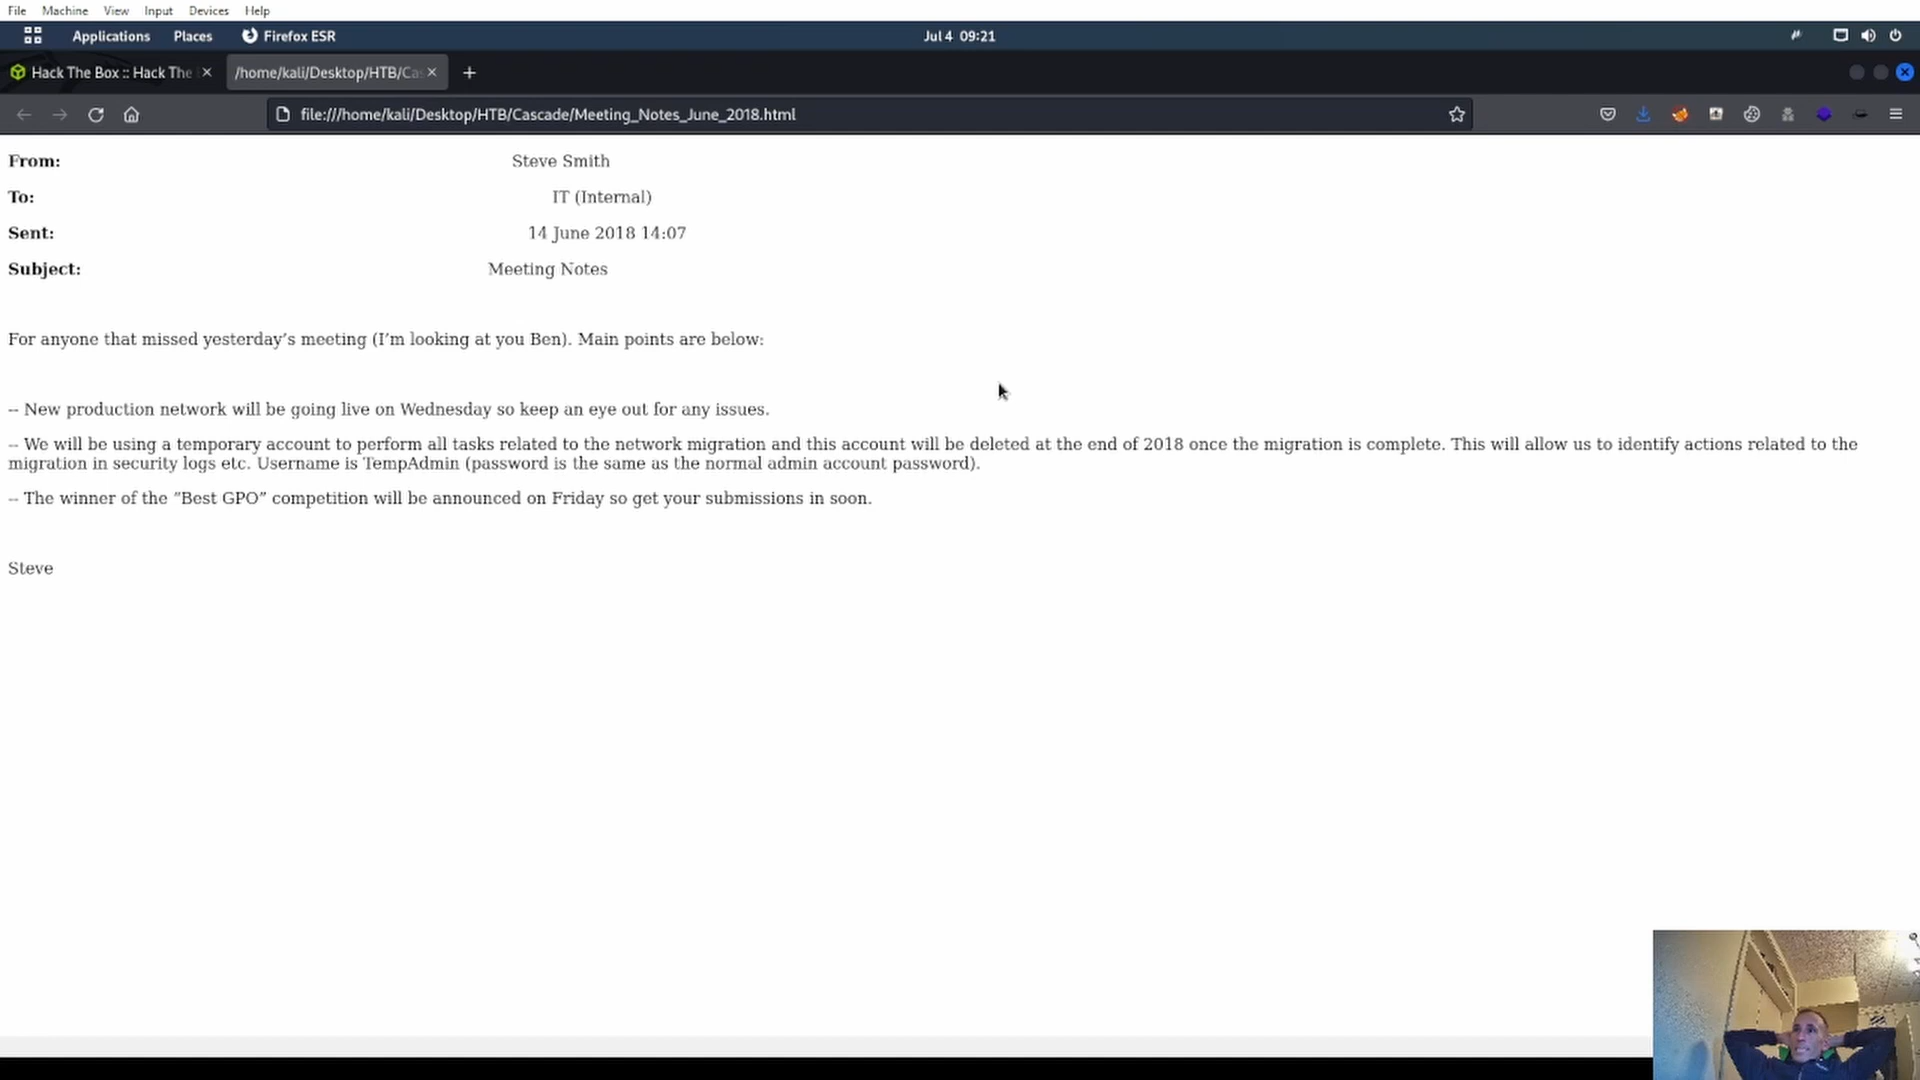 File Machine View Input Devices Help
Applications Places Firefox ESR Jul 4 09:21
Hack The Box :: Hack The /home/kali/Desktop/HTB/Ca
file:///home/kali/Desktop/HTB/Cascade/Meeting_Notes_June_2018.html
From: Steve Smith
To: IT (Internal)
Sent: 14 June 2018 14:07
Subject: Meeting Notes
For anyone that missed yesterday’s meeting (I’m looking at you Ben). Main points are below:
-- New production network will be going live on Wednesday so keep an eye out for any issues.
-- We will be using a temporary account to perform all tasks related to the network migration and this account will be deleted at the end of 2018 once the migration is complete. This will allow us to identify actions related to the
migration in security logs etc. Username is TempAdmin (password is the same as the normal admin account password).
-- The winner of the “Best GPO” competition will be announced on Friday so get your submissions in soon.
Steve